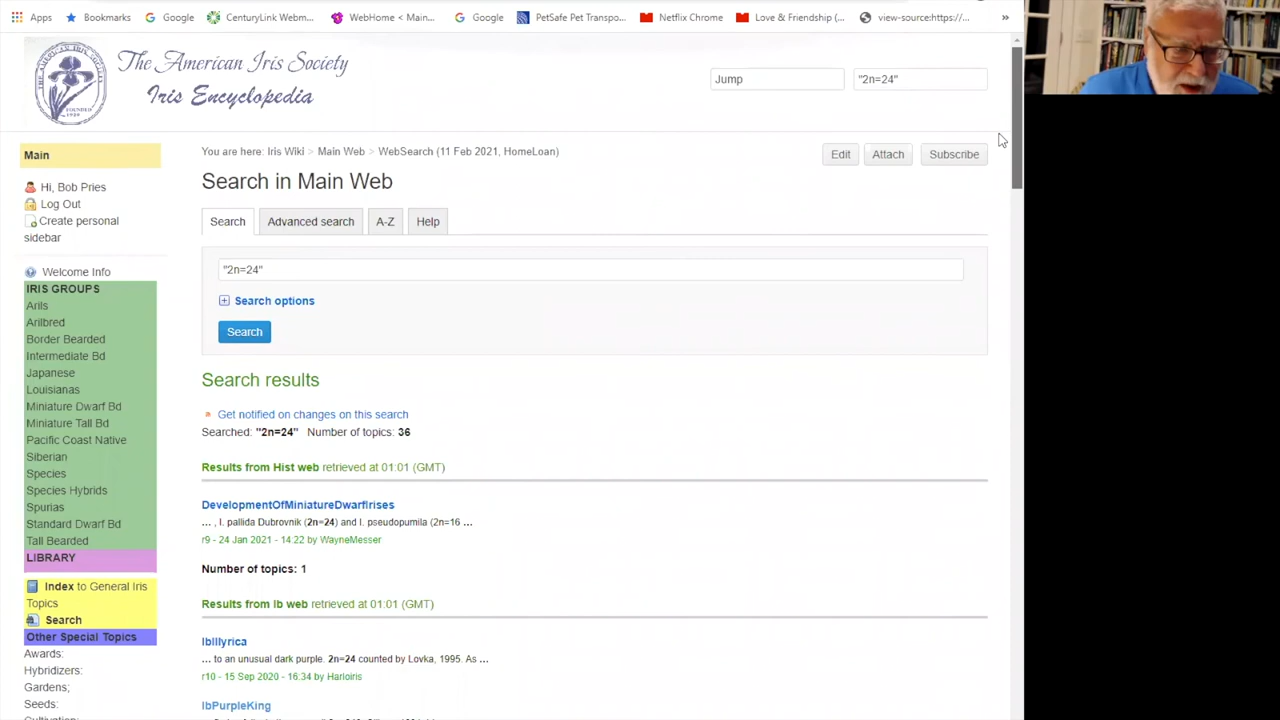 Apps Bookmarks Google CenturyLink Webm... WebHome < Main... Google PetSafe Pet Transpo... Netflix Chrome Love & Friendship (... view-source:https://... »
The American Iris Society
Iris Encyclopedia
Jump "2n=24"
Main
You are here: Iris Wiki > Main Web > WebSearch (11 Feb 2021, HomeLoan)
Edit Attach Subscribe
Hi, Bob Pries
Log Out
Create personal
sidebar
Search in Main Web
Search Advanced search A-Z Help
"2n=24"
Search options
Search
Welcome Info
IRIS GROUPS
Arils
Arilbred
Border Bearded
Intermediate Bd
Japanese
Louisianas
Miniature Dwarf Bd
Miniature Tall Bd
Pacific Coast Native
Siberian
Species
Species Hybrids
Spurias
Standard Dwarf Bd
Tall Bearded
LIBRARY
Index to General Iris
Topics
Search
Other Special Topics
Awards:
Hybridizers:
Gardens;
Seeds:
Cultivation:
Search results
Get notified on changes on this search
Searched: "2n=24" Number of topics: 36
Results from Hist web retrieved at 01:01 (GMT)
DevelopmentOfMiniatureDwarfIrises
... , I. pallida Dubrovnik (2n=24) and I. pseudopumila (2n=16 ...
r9 - 24 Jan 2021 - 14:22 by WayneMesser
Number of topics: 1
Results from Ib web retrieved at 01:01 (GMT)
IbIllyrica
... to an unusual dark purple. 2n=24 counted by Lovka, 1995. As ...
r10 - 15 Sep 2020 - 16:34 by Harloiris
IbPurpleKing